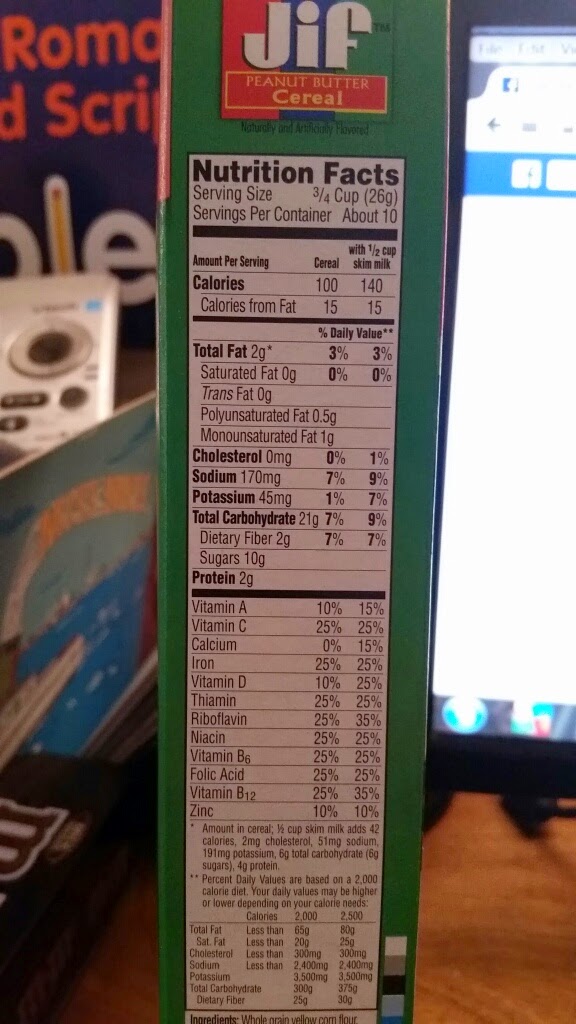 Romo
d Scri
ple
Jif™
PEANUT BUTTER
Cereal
Naturally and Artificially Flavored
Nutrition Facts
Serving Size 3/4 Cup (26g)
Servings Per Container About 10
with 1/2 cup
Amount Per Serving Cereal skim milk
Calories 100 140
Calories from Fat 15 15
% Daily Value**
Total Fat 2g* 3% 3%
Saturated Fat 0g 0% 0%
Trans Fat 0g
Polyunsaturated Fat 0.5g
Monounsaturated Fat 1g
Cholesterol 0mg 0% 1%
Sodium 170mg 7% 9%
Potassium 45mg 1% 7%
Total Carbohydrate 21g 7% 9%
Dietary Fiber 2g 7% 7%
Sugars 10g
Protein 2g
Vitamin A 10% 15%
Vitamin C 25% 25%
Calcium 0% 15%
Iron 25% 25%
Vitamin D 10% 25%
Thiamin 25% 25%
Riboflavin 25% 35%
Niacin 25% 25%
Vitamin B6 25% 25%
Folic Acid 25% 25%
Vitamin B12 25% 35%
Zinc 10% 10%
* Amount in cereal; ½ cup skim milk adds 42
calories, 2mg cholesterol, 51mg sodium,
191mg potassium, 6g total carbohydrate (6g
sugars), 4g protein.
** Percent Daily Values are based on a 2,000
calorie diet. Your daily values may be higher
or lower depending on your calorie needs:
Calories 2,000 2,500
Total Fat Less than 65g 80g
Sat. Fat Less than 20g 25g
Cholesterol Less than 300mg 300mg
Sodium Less than 2,400mg 2,400mg
Potassium 3,500mg 3,500mg
Total Carbohydrate 300g 375g
Dietary Fiber 25g 30g
Ingredients: Whole grain yellow corn flour,
File Edit